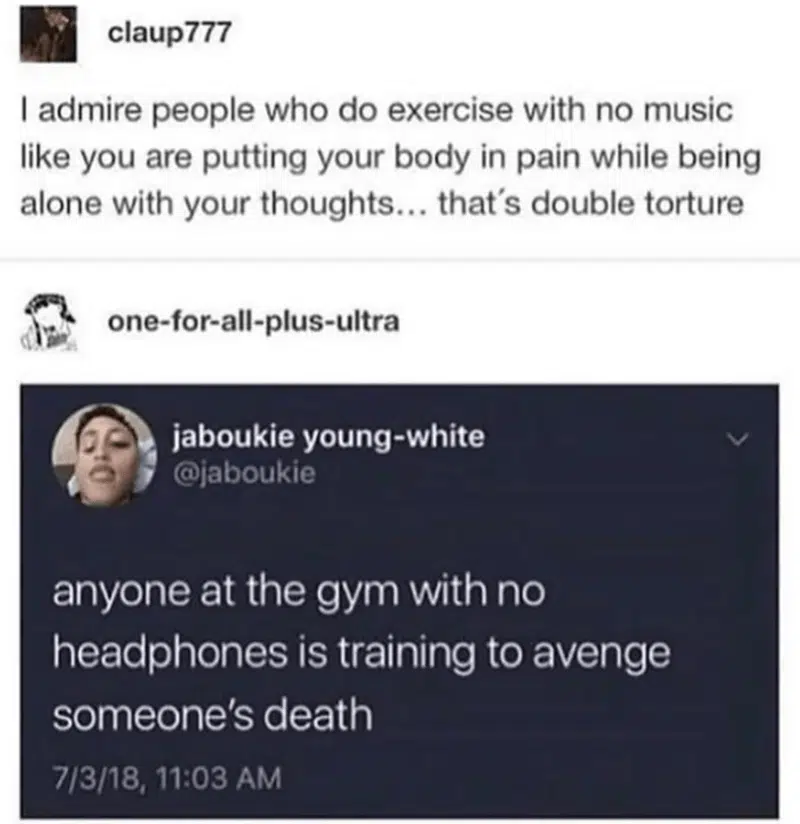 claup777
I admire people who do exercise with no music
like you are putting your body in pain while being
alone with your thoughts... that´s double torture
one-for-all-plus-ultra
jaboukie young-white
@jaboukie
anyone at the gym with no
headphones is training to avenge
someone's death
7/3/18, 11:03 AM